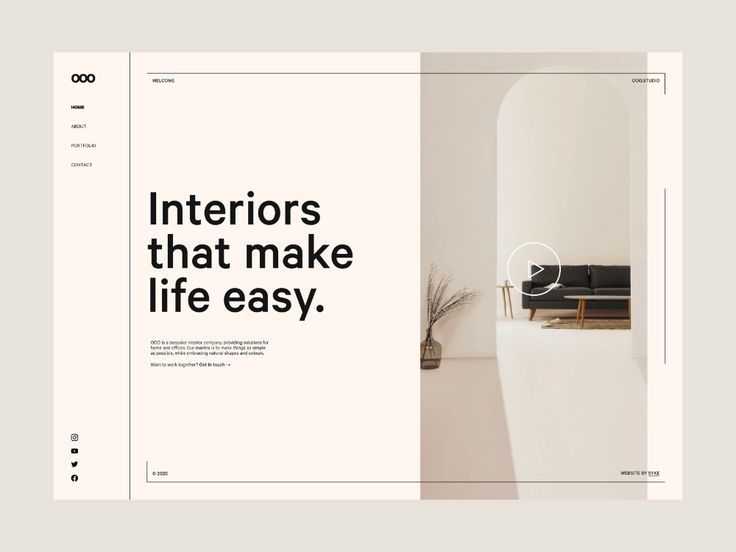 OOO
HOME
ABOUT
PORTFOLIO
CONTACT
WELCOME
OOO.STUDIO
Interiors
that make
life easy.
OOO is a bespoke interior company providing solutions for
home and offices. Our mantra is to make things as simple
as possible, while embracing natural shapes and colours.
Want to work together? Get in touch →
© 2020
WEBSITE BY SYKE